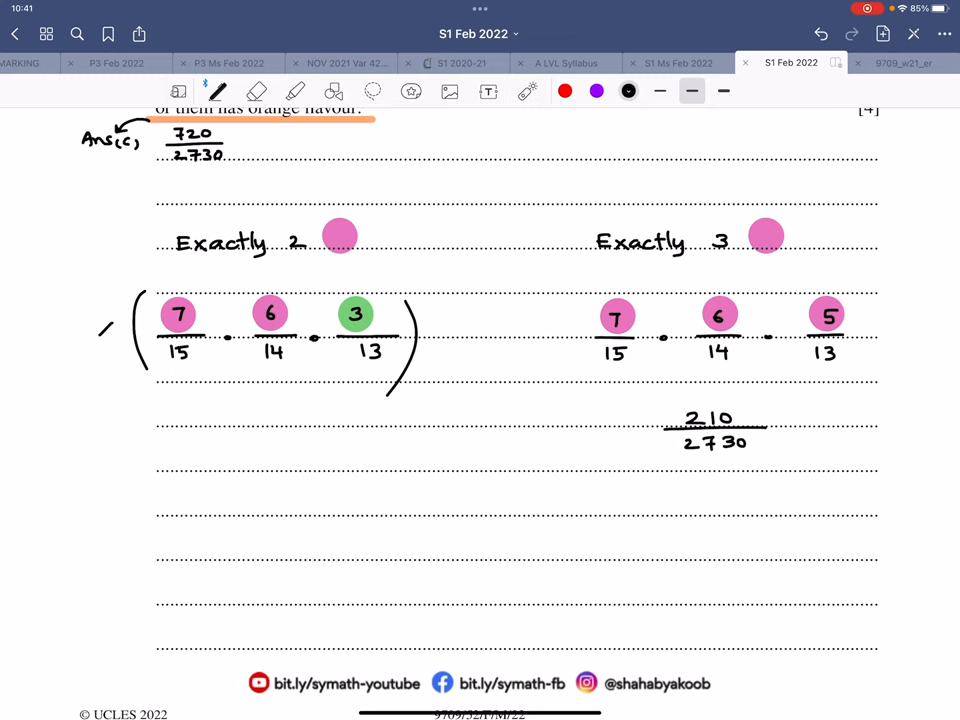 10:41
85%
S1 Feb 2022
MARKING
P3 Feb 2022
P3 Ms Feb 2022
NOV 2021 Var 42...
S1 2020-21
A LVL Syllabus
S1 Ms Feb 2022
S1 Feb 2022
9709_w21_er
of them has orange flavour.
[4]
Ans(c)
720
2730
Exactly 2
Exactly 3
7 6 3
15 14 13
7 6 5
15 14 13
210
2730
bit.ly/symath-youtube
bit.ly/symath-fb
@shahabyakoob
© UCLES 2022
9709/52/F/M/22